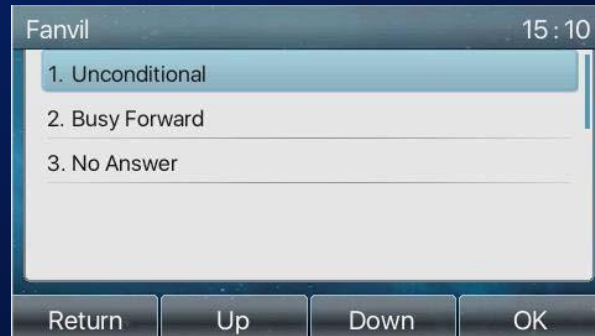 Fanvil 15:10
1. Unconditional
2. Busy Forward
3. No Answer
Return Up Down OK